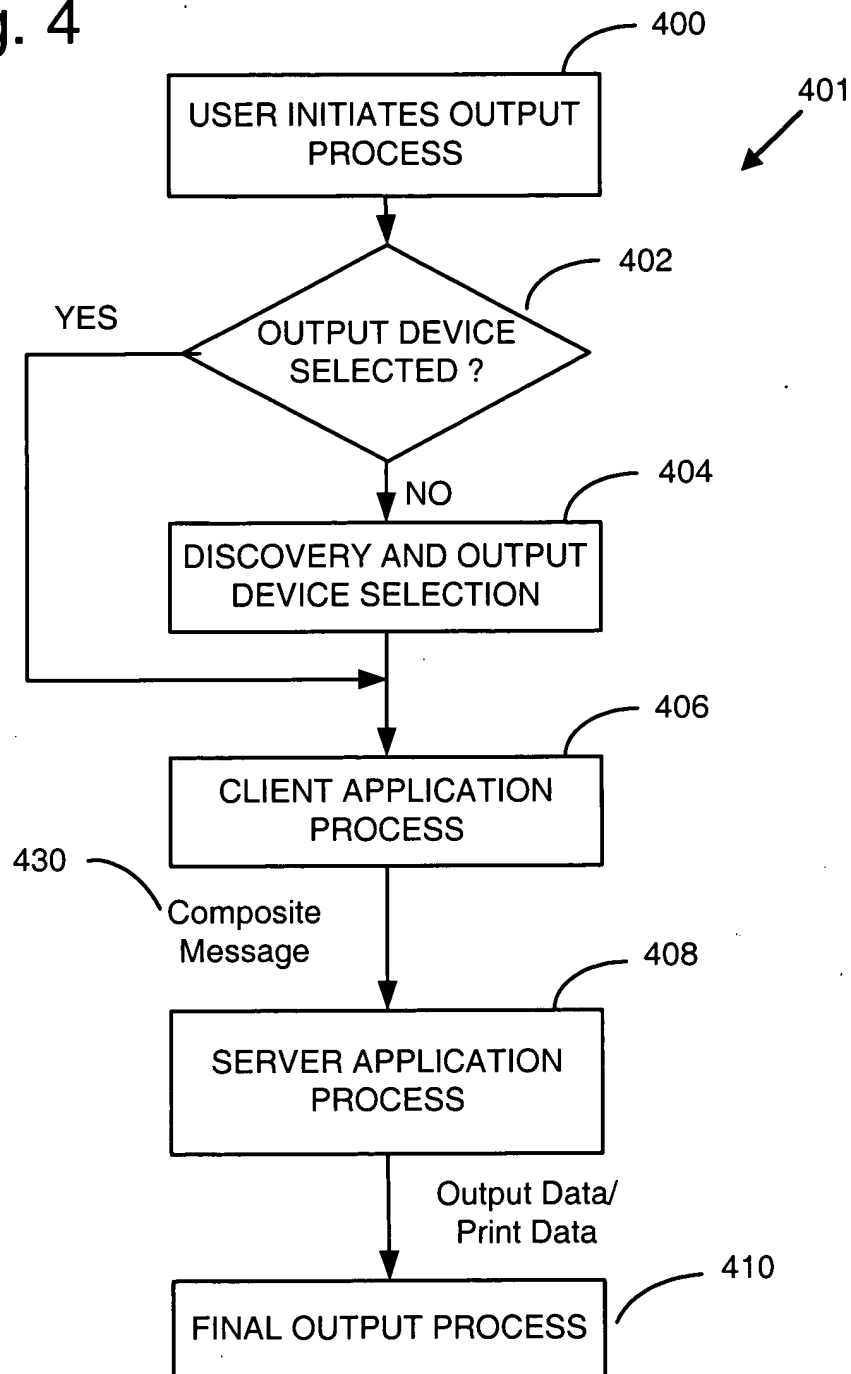 g. 4
400
USER INITIATES OUTPUT
PROCESS
401
402
YES
OUTPUT DEVICE
SELECTED ?
404
NO
DISCOVERY AND OUTPUT
DEVICE SELECTION
406
CLIENT APPLICATION
PROCESS
430
Composite
Message
408
SERVER APPLICATION
PROCESS
Output Data/
Print Data
410
FINAL OUTPUT PROCESS